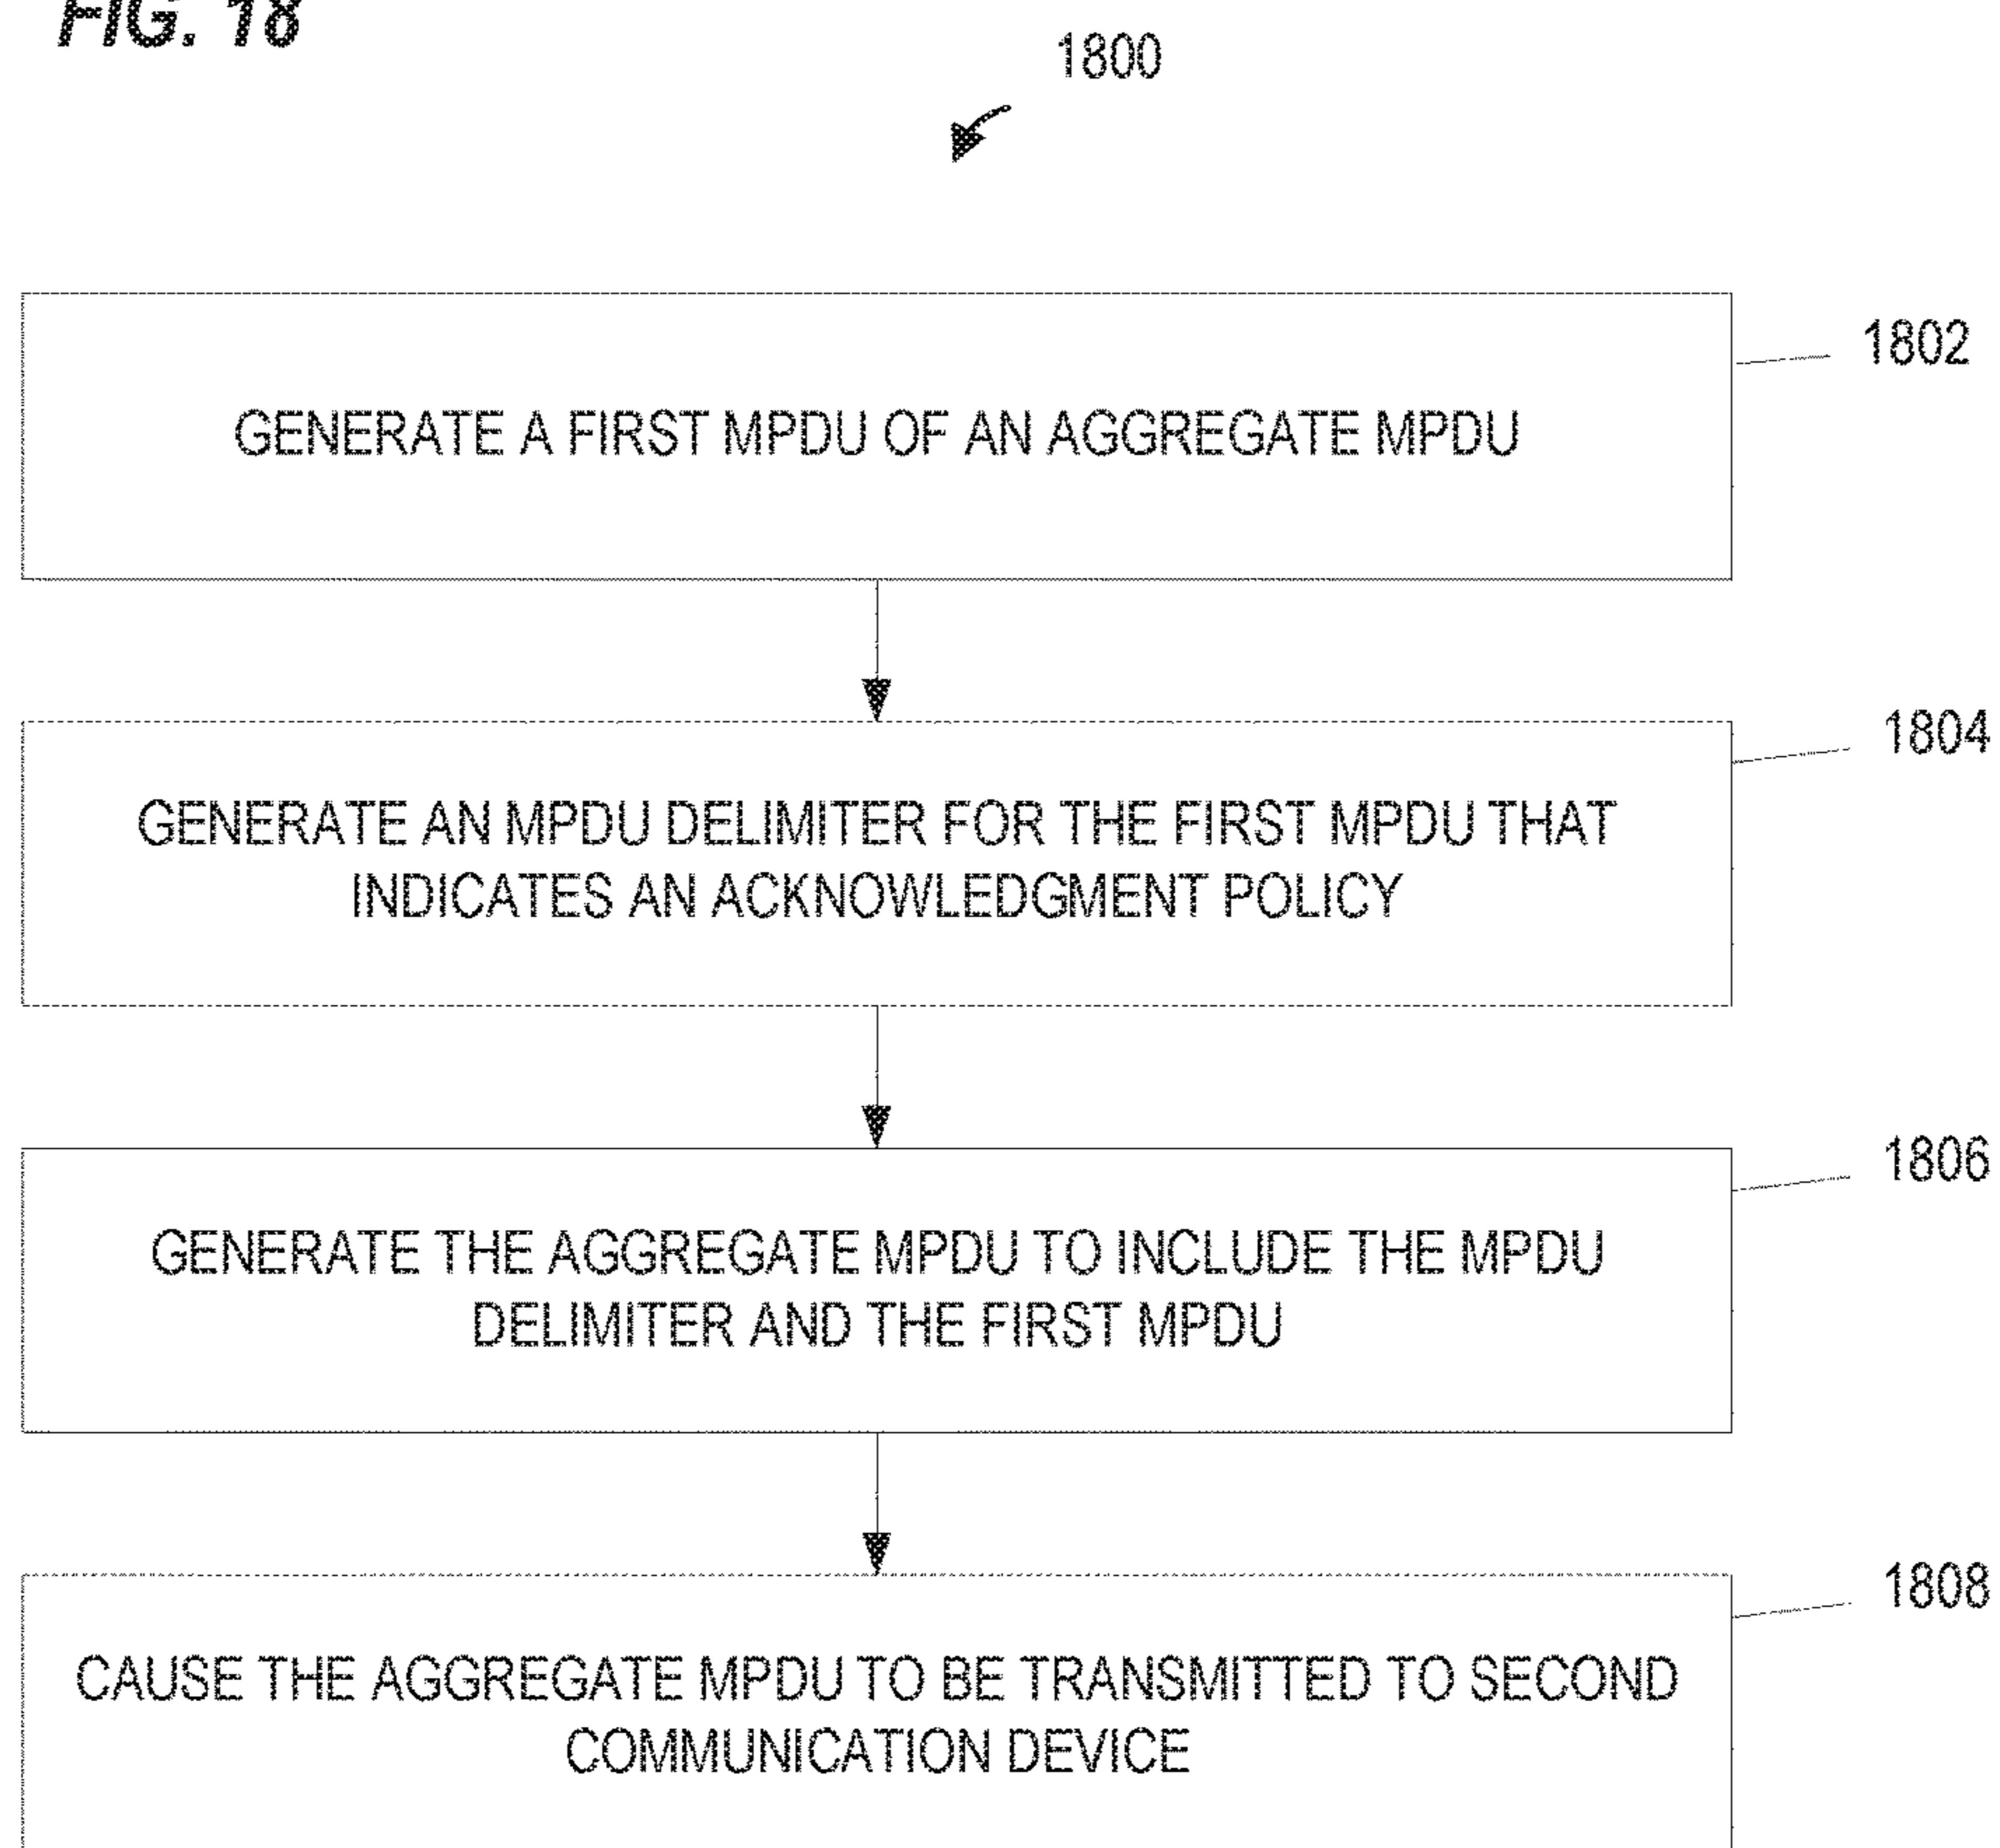 FIG. 18
1800
1802
GENERATE A FIRST MPDU OF AN AGGREGATE MPDU
1804
GENERATE AN MPDU DELIMITER FOR THE FIRST MPDU THAT
INDICATES AN ACKNOWLEDGMENT POLICY
1806
GENERATE THE AGGREGATE MPDU TO INCLUDE THE MPDU
DELIMITER AND THE FIRST MPDU
1808
CAUSE THE AGGREGATE MPDU TO BE TRANSMITTED TO SECOND
COMMUNICATION DEVICE